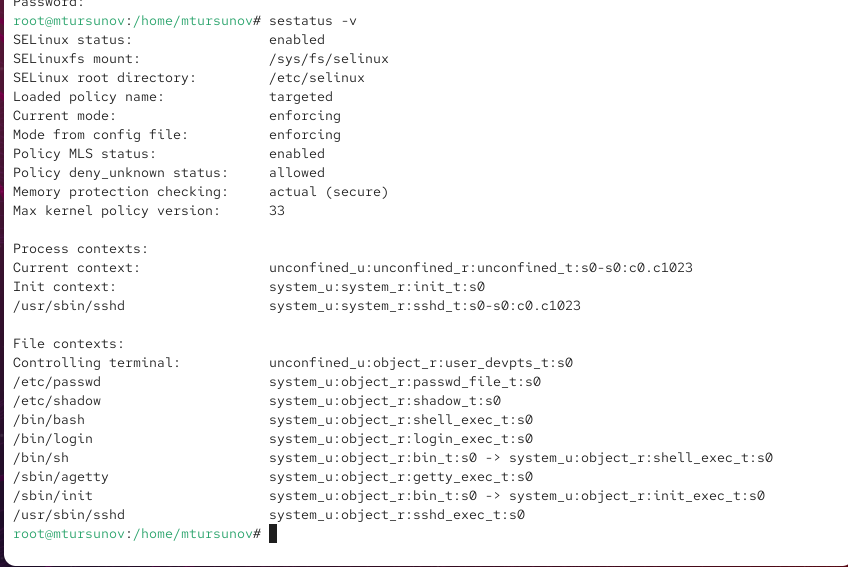 Password:
root@mtursunov:/home/mtursunov# sestatus -v
SELinux status:                 enabled
SELinuxfs mount:                /sys/fs/selinux
SELinux root directory:         /etc/selinux
Loaded policy name:             targeted
Current mode:                   enforcing
Mode from config file:          enforcing
Policy MLS status:              enabled
Policy deny_unknown status:     allowed
Memory protection checking:     actual (secure)
Max kernel policy version:      33

Process contexts:
Current context:                unconfined_u:unconfined_r:unconfined_t:s0-s0:c0.c1023
Init context:                   system_u:system_r:init_t:s0
/usr/sbin/sshd                  system_u:system_r:sshd_t:s0-s0:c0.c1023

File contexts:
Controlling terminal:           unconfined_u:object_r:user_devpts_t:s0
/etc/passwd                     system_u:object_r:passwd_file_t:s0
/etc/shadow                     system_u:object_r:shadow_t:s0
/bin/bash                       system_u:object_r:shell_exec_t:s0
/bin/login                      system_u:object_r:login_exec_t:s0
/bin/sh                         system_u:object_r:bin_t:s0 -> system_u:object_r:shell_exec_t:s0
/sbin/agetty                    system_u:object_r:getty_exec_t:s0
/sbin/init                      system_u:object_r:bin_t:s0 -> system_u:object_r:init_exec_t:s0
/usr/sbin/sshd                  system_u:object_r:sshd_exec_t:s0
root@mtursunov:/home/mtursunov#